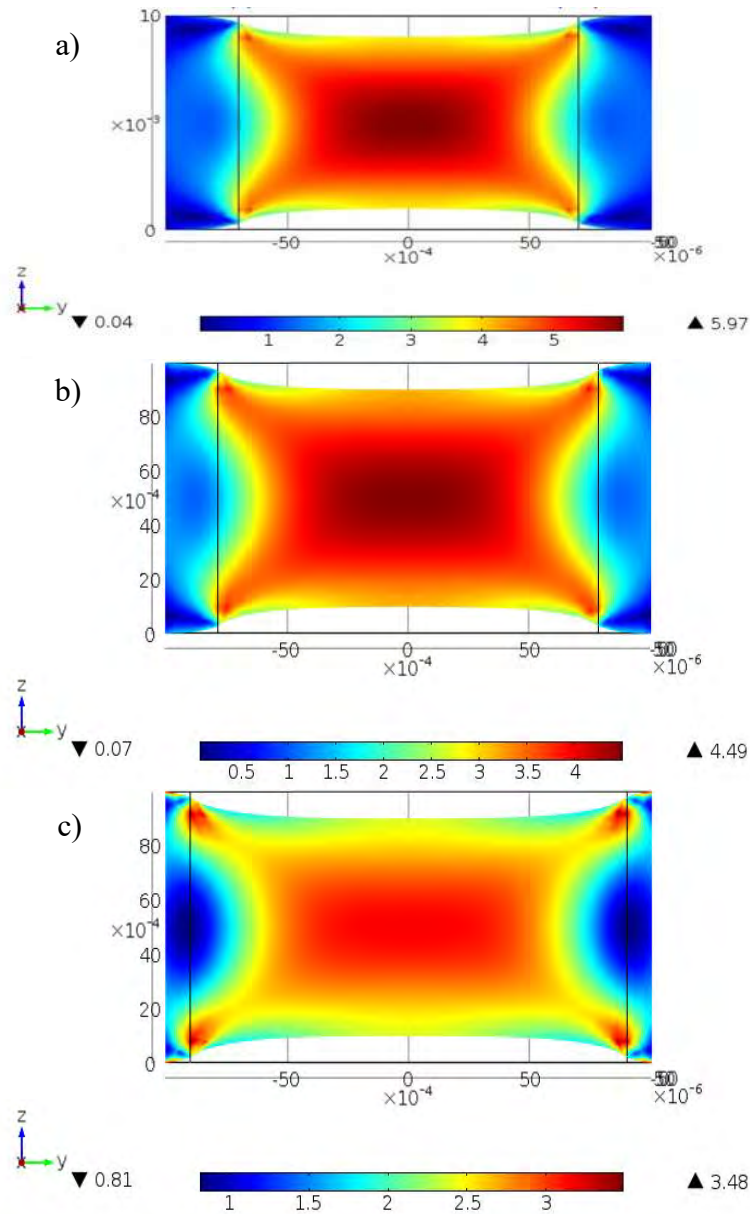 10
a)
×10⁻³
0
-50 0 50
×10⁻⁴ ×10⁻⁶
z
y
x
▼ 0.04 ▲ 5.97
1 2 3 4 5
b)
80
60
×10⁻⁴
40
20
0
-50 0 50
×10⁻⁴ ×10⁻⁶
z
y
x
▼ 0.07 ▲ 4.49
0.5 1 1.5 2 2.5 3 3.5 4
c)
80
60
×10⁻⁴
40
20
0
-50 0 50
×10⁻⁴ ×10⁻⁶
z
y
x
▼ 0.81 ▲ 3.48
1 1.5 2 2.5 3